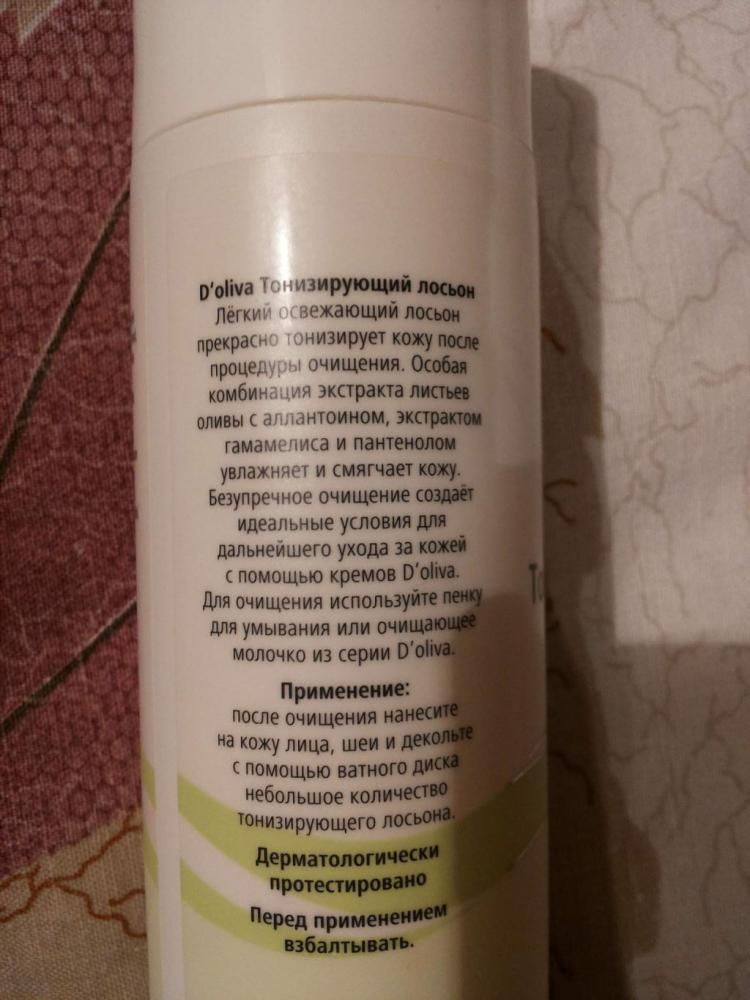 D'oliva Тонизирующий лосьон
Лёгкий освежающий лосьон
прекрасно тонизирует кожу после
процедуры очищения. Особая
комбинация экстракта листьев
оливы с аллантоином, экстрактом
гамамелиса и пантенолом
увлажняет и смягчает кожу.
Безупречное очищение создаёт
идеальные условия для
дальнейшего ухода за кожей
с помощью кремов D'oliva.
Для очищения используйте пенку
для умывания или очищающее
молочко из серии D'oliva.
Применение:
после очищения нанесите
на кожу лица, шеи и декольте
с помощью ватного диска
небольшое количество
тонизирующего лосьона.
Дерматологически
протестировано
Перед применением
взбалтывать.